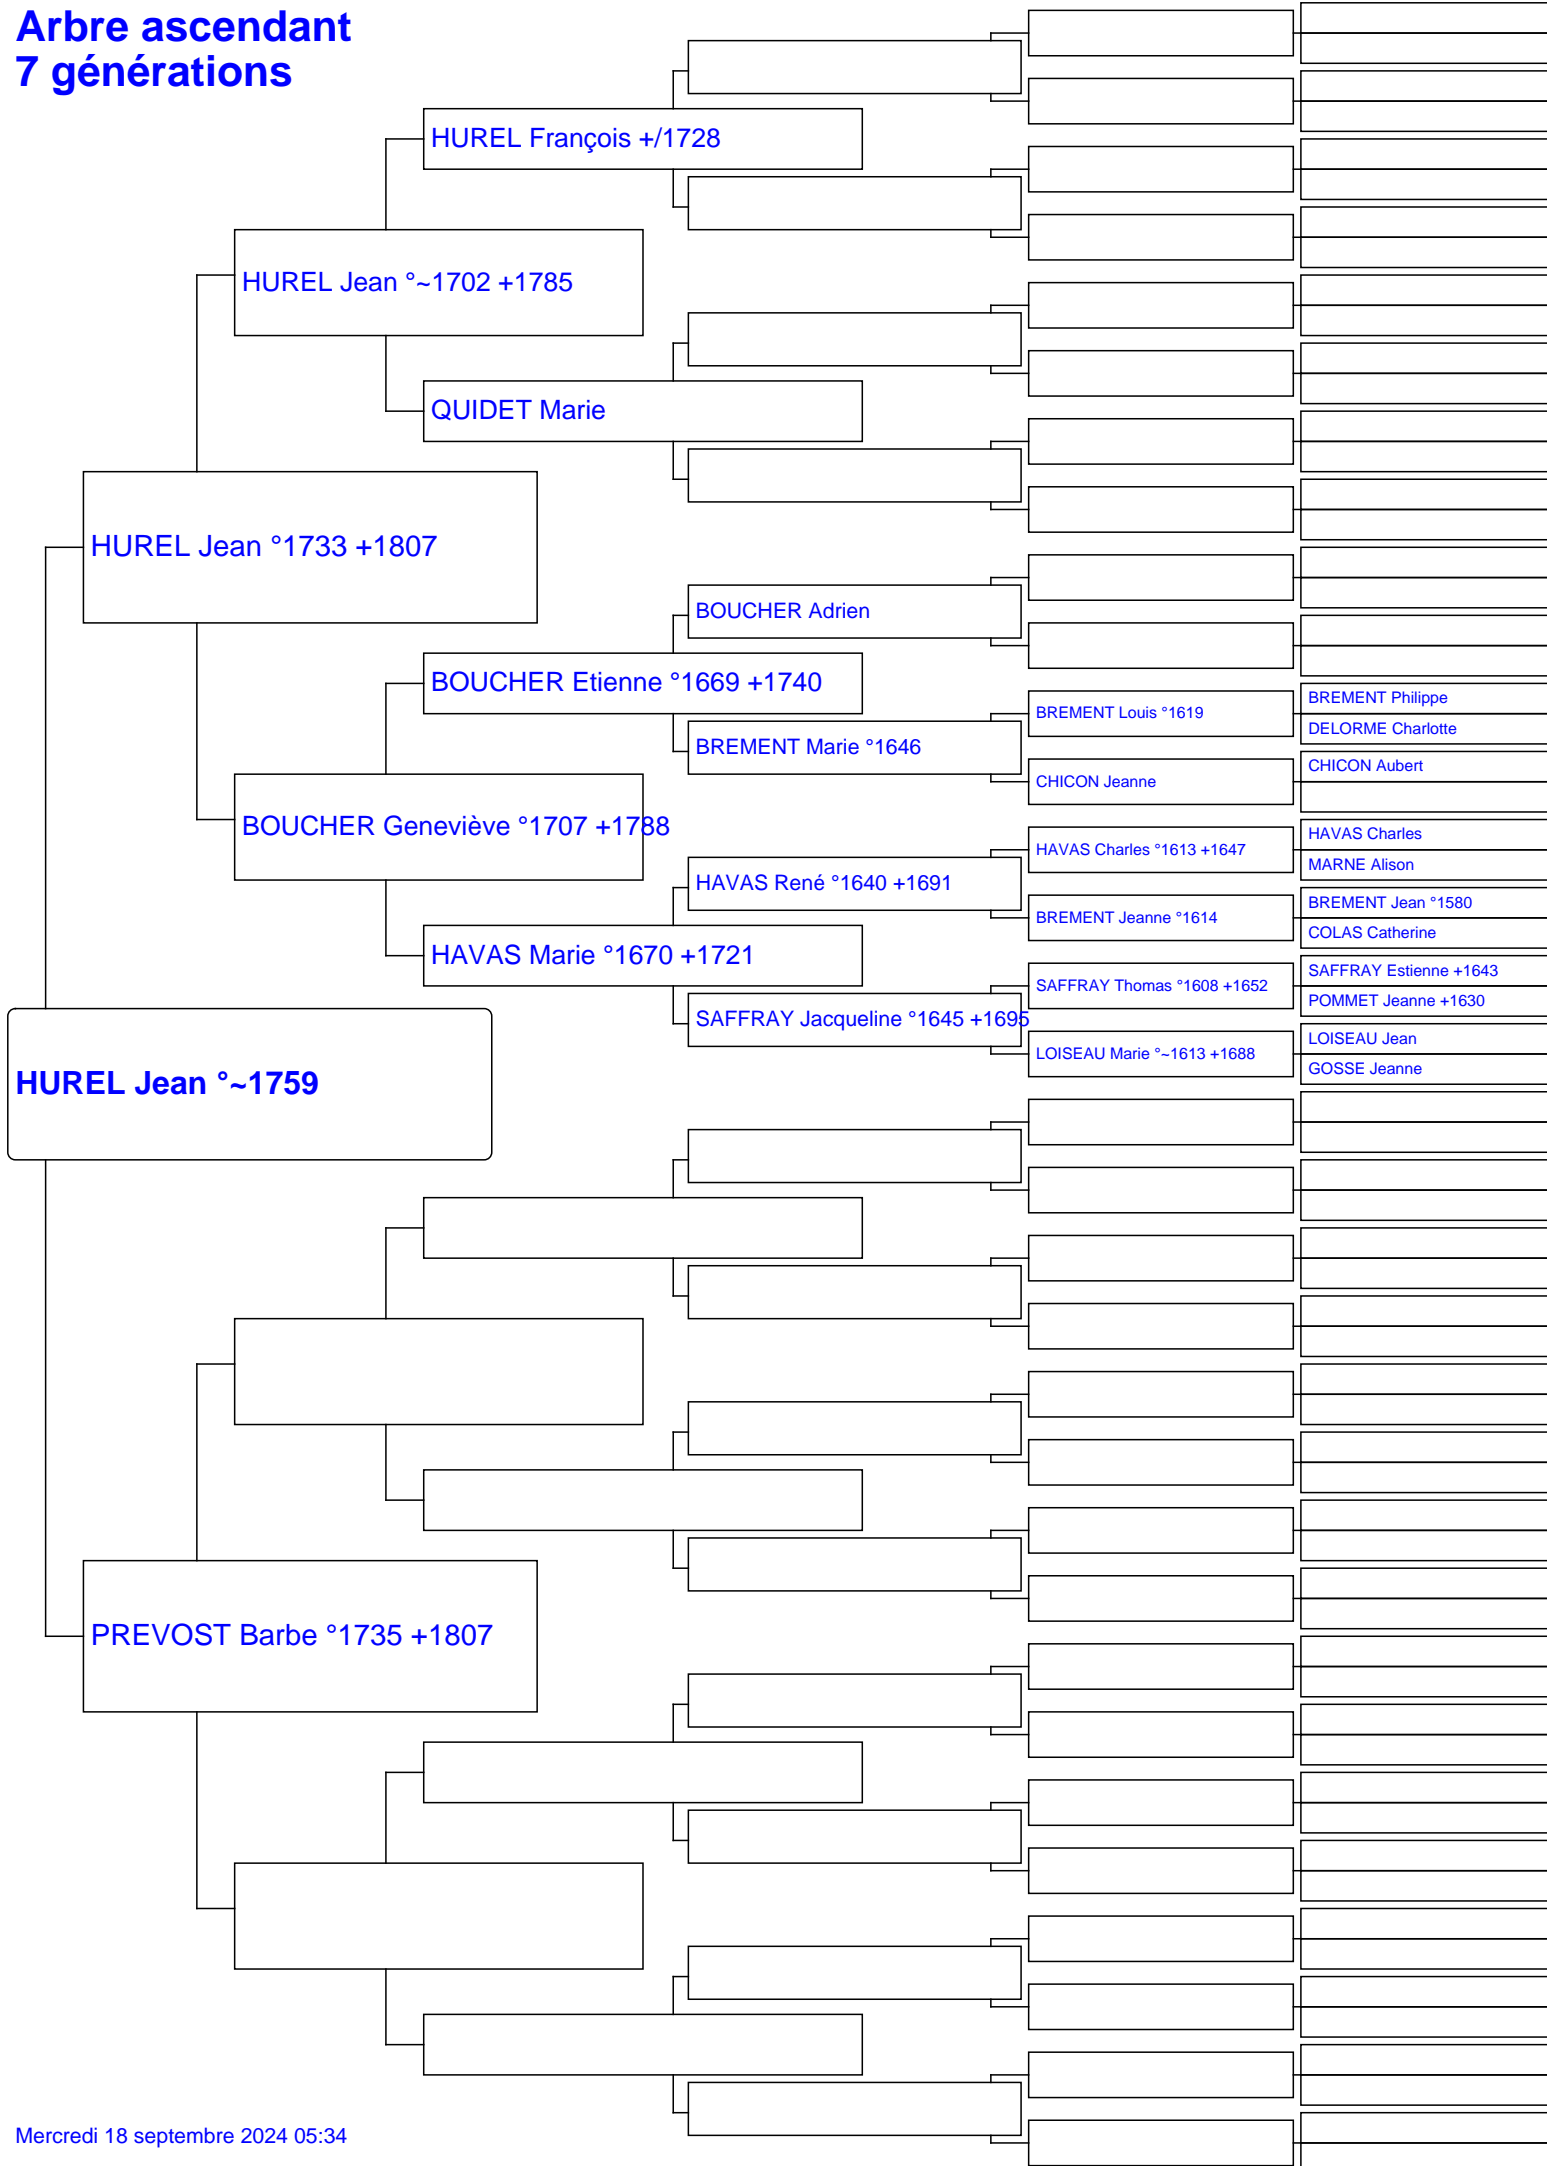 Arbre ascendant
7 générations
HUREL François +/1728
HUREL Jean °~1702 +1785
QUIDET Marie
HUREL Jean °1733 +1807
BOUCHER Adrien
BOUCHER Etienne °1669 +1740
BREMENT Philippe
BREMENT Louis °1619
DELORME Charlotte
BREMENT Marie °1646
CHICON Aubert
CHICON Jeanne
BOUCHER Geneviève °1707 +1788
HAVAS Charles
HAVAS Charles °1613 +1647
MARNE Alison
HAVAS René °1640 +1691
BREMENT Jean °1580
BREMENT Jeanne °1614
COLAS Catherine
HAVAS Marie °1670 +1721
SAFFRAY Estienne +1643
SAFFRAY Thomas °1608 +1652
POMMET Jeanne +1630
SAFFRAY Jacqueline °1645 +1695
LOISEAU Jean
LOISEAU Marie °~1613 +1688
GOSSE Jeanne
HUREL Jean °~1759
PREVOST Barbe °1735 +1807
Mercredi 18 septembre 2024 05:34